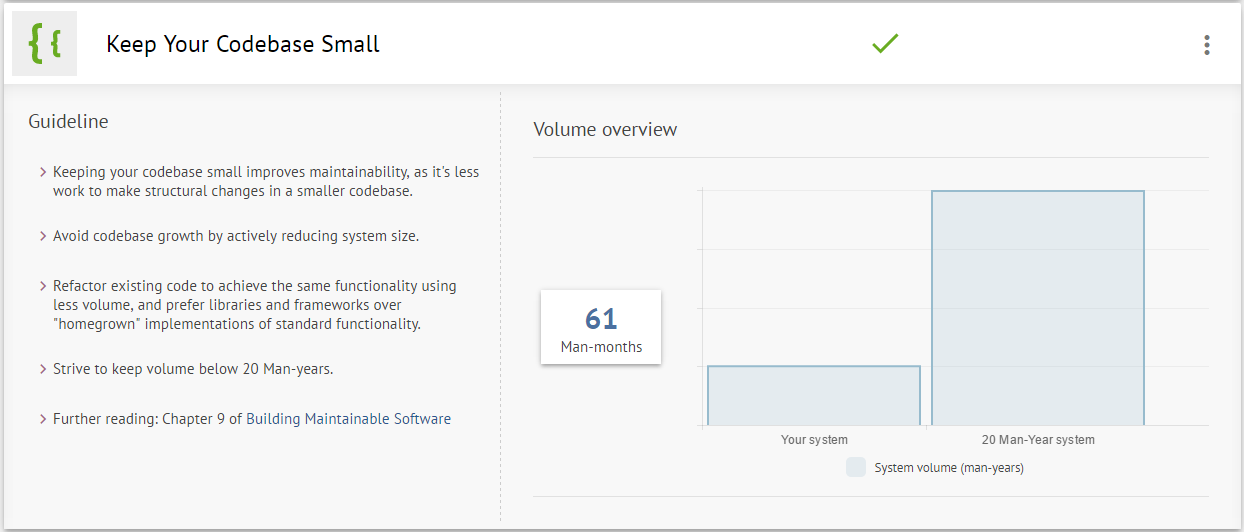 Keep Your Codebase Small
Guideline
Keeping your codebase small improves maintainability, as it's less
work to make structural changes in a smaller codebase.
Avoid codebase growth by actively reducing system size.
Refactor existing code to achieve the same functionality using
less volume, and prefer libraries and frameworks over
"homegrown" implementations of standard functionality.
Strive to keep volume below 20 Man-years.
Further reading: Chapter 9 of Building Maintainable Software
Volume overview
61
Man-months
Your system
20 Man-Year system
System volume (man-years)